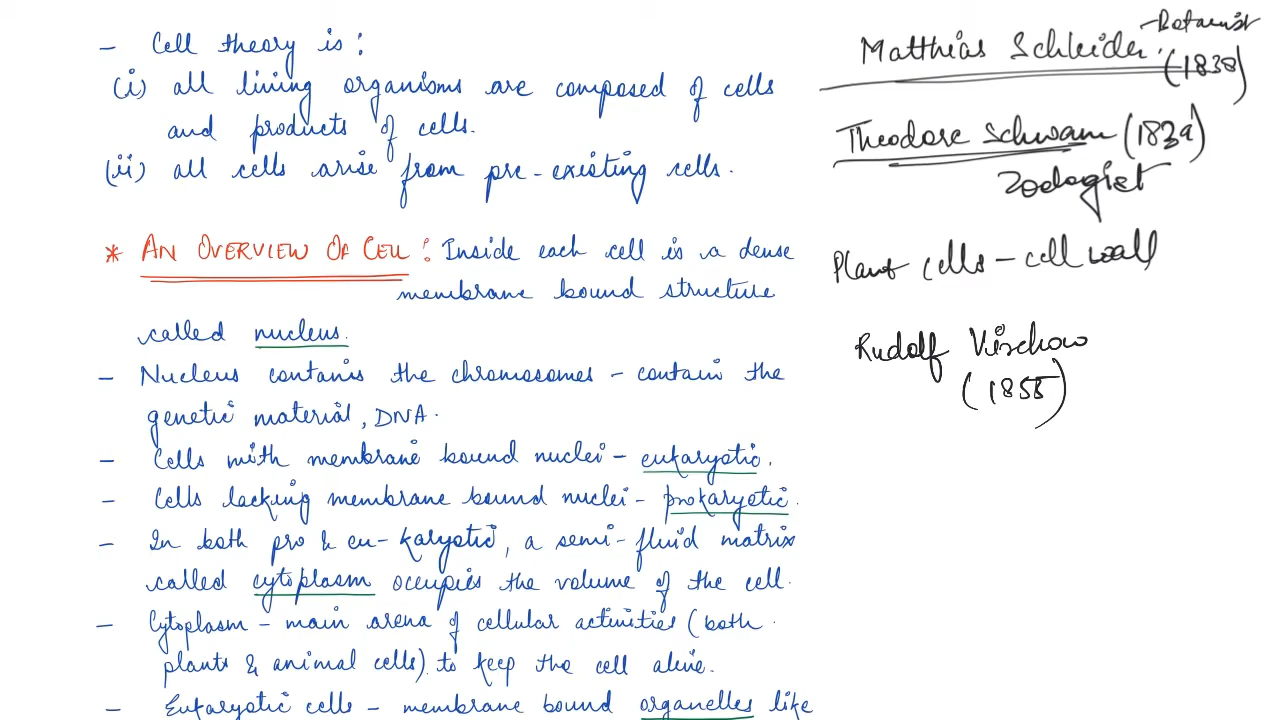 - Cell theory is:
(i) all living organisms are composed of cells
and products of cells.
(ii) all cells arise from pre-existing cells.
* AN OVERVIEW OF CELL: Inside each cell is a dense
membrane bound structure
called nucleus.
- Nucleus contains the chromosomes - contain the
genetic material, DNA.
- Cells with membrane bound nuclei - eukaryotic.
- Cells lacking membrane bound nuclei - prokaryotic.
- In both pro & eu-karyotic, a semi-fluid matrix
called cytoplasm occupies the volume of the cell.
- Cytoplasm - main arena of cellular activities (both
plants & animal cells) to keep the cell alive.
- Eukaryotic cells - membrane bound organelles like
- Botanist
Matthias Schleiden (1838)
Theodore Schwann (1839)
Zoologist
Plant cells - cell wall
Rudolf Virchow
(1855)